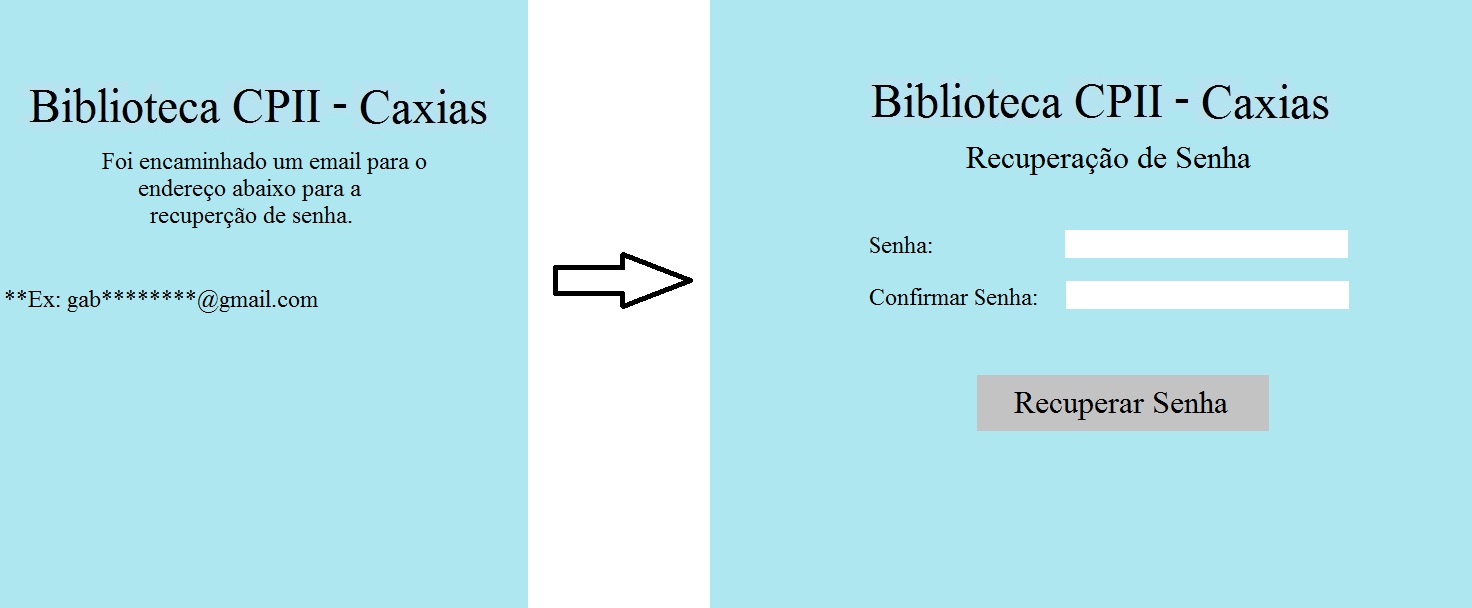 Biblioteca CPII - Caxias
Foi encaminhado um email para o
endereço abaixo para a
recuperção de senha.
**Ex: gab********@gmail.com
Biblioteca CPII - Caxias
Recuperação de Senha
Senha:
Confirmar Senha:
Recuperar Senha